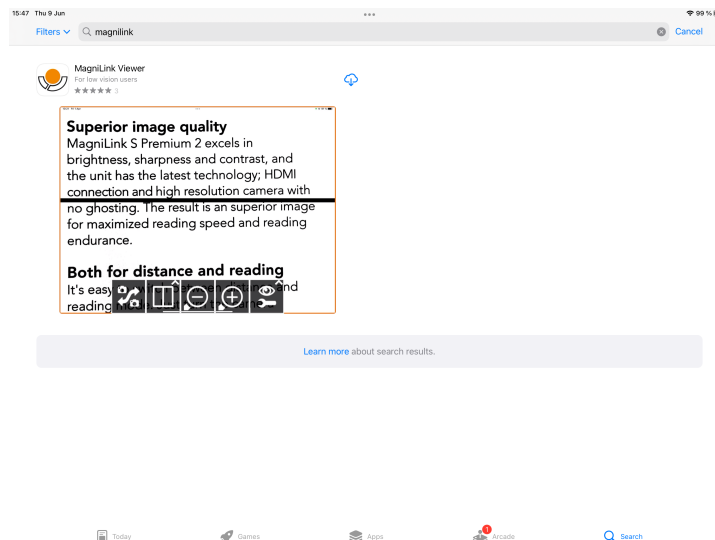 15:47 Thu 9 Jun
99 %
Filters
magnilink
Cancel
MagniLink Viewer
For low vision users
Superior image quality
MagniLink S Premium 2 excels in
brightness, sharpness and contrast, and
the unit has the latest technology; HDMI
connection and high resolution camera with
no ghosting. The result is an superior image
for maximized reading speed and reading
endurance.
Both for distance and reading
It's easy and
reading
Learn more about search results.
Today
Games
Apps
1
Arcade
Search